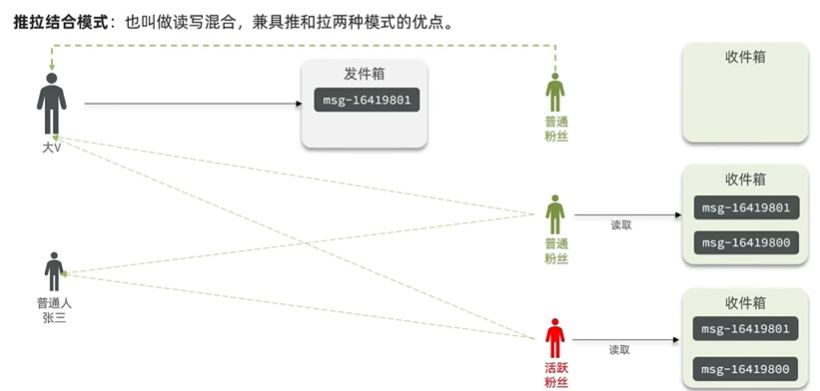 推拉结合模式：也叫做读写混合，兼具推和拉两种模式的优点。
发件箱
msg-16419801
大V
普通
粉丝
收件箱
普通
粉丝
读取
收件箱
msg-16419801
msg-16419800
普通人
张三
活跃
粉丝
读取
收件箱
msg-16419801
msg-16419800